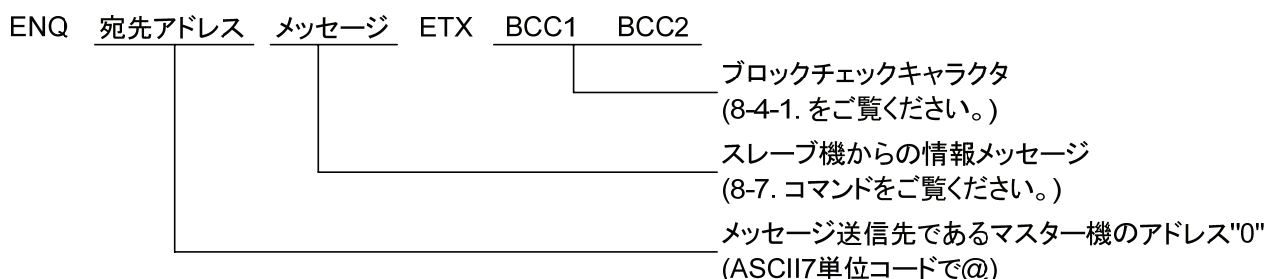 ENQ 宛先アドレス メッセージ ETX BCC1 BCC2
ブロックチェックキャラクタ
(8-4-1. をご覧ください。)
スレーブ機からの情報メッセージ
(8-7. コマンドをご覧ください。)
メッセージ送信先であるマスター機のアドレス"0"
(ASCII7単位コードで@)